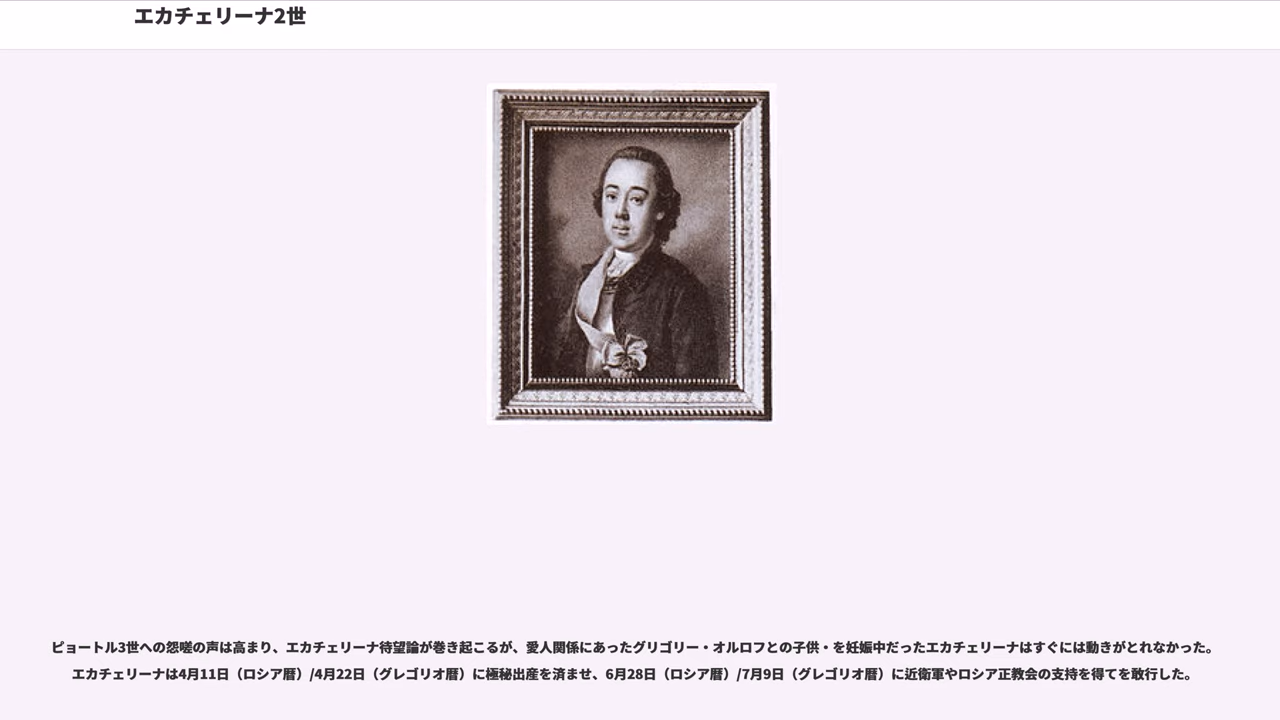 エカチェリーナ2世
ピョートル3世への怨嗟の声は高まり、エカチェリーナ待望論が巻き起こるが、愛人関係にあったグリゴリー・オルロフとの子供・を妊娠中だったエカチェリーナはすぐには動きがとれなかった。
エカチェリーナは4月11日（ロシア暦）/4月22日（グレゴリオ暦）に極秘出産を済ませ、6月28日（ロシア暦）/7月9日（グレゴリオ暦）に近衛軍やロシア正教会の支持を得てを敢行した。